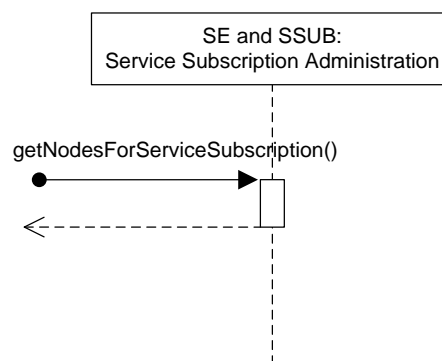 SE and SSUB:
Service Subscription Administration
getNodesForServiceSubscription()